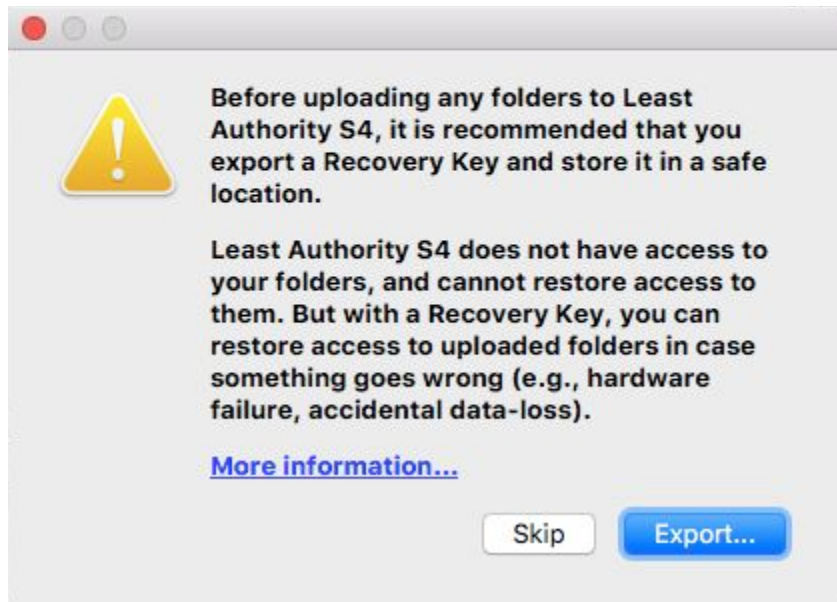 Before uploading any folders to Least
Authority S4, it is recommended that you
export a Recovery Key and store it in a safe
location.
Least Authority S4 does not have access to
your folders, and cannot restore access to
them. But with a Recovery Key, you can
restore access to uploaded folders in case
something goes wrong (e.g., hardware
failure, accidental data-loss).
More information...
Skip
Export...